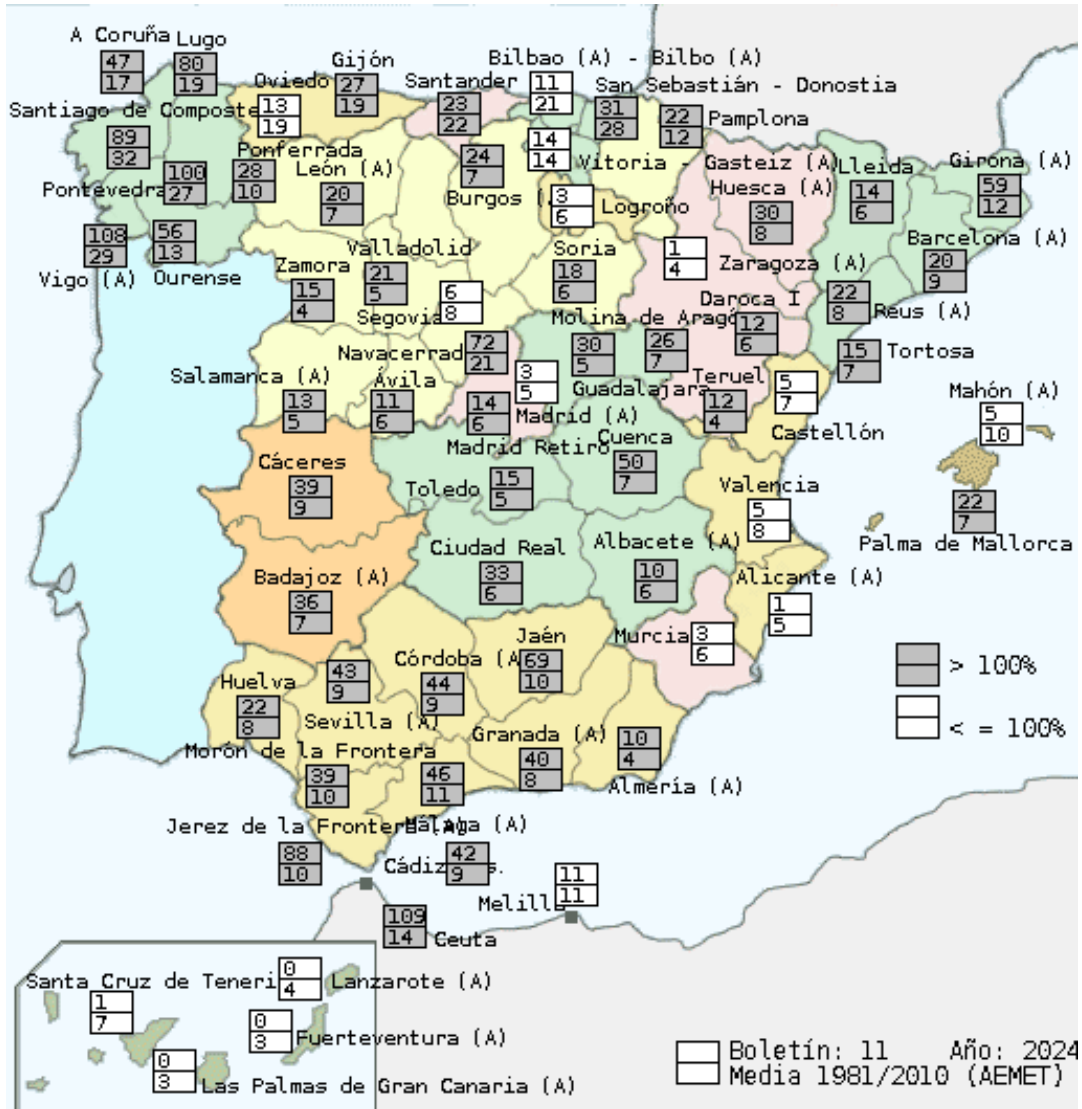 A Coruña
47
17
Lugo
80
19
Gijón
27
19
Oviedo
13
19
Santander
23
22
Bilbao (A) - Bilbo (A)
11
21
San Sebastián - Donostia
31
28
22
12
Pamplona
Santiago de Composte
89
32
Ponferrada
28
10
100
27
Pontevedra
León (A)
20
7
24
7
Burgos (
14
14
Vitoria - Gasteiz (A)
3
6
Logroño
Huesca (A)
30
8
Lleida
14
6
Girona (A)
59
12
108
29
Vigo (A)
56
13
Ourense
Zamora
15
4
Valladolid
21
5
Segovia
6
8
Soria
18
6
1
4
Zaragoza (A)
Barcelona (A)
20
9
22
8
Reus (A)
Daroca I
12
6
Molina de Aragó
26
7
15
7
Tortosa
Navacerrad
72
21
30
5
Guadalajara
Salamanca (A)
13
5
Ávila
11
6
3
5
Madrid (A)
14
6
Madrid Retiro
Teruel
12
4
5
7
Castellón
Mahón (A)
5
10
Cáceres
39
9
Toledo
15
5
Cuenca
50
7
Valencia
5
8
22
7
Palma de Mallorca
Badajoz (A)
36
7
Ciudad Real
33
6
Albacete (A)
10
6
Alicante (A)
1
5
Murcia
3
6
Jaén
69
10
Córdoba (A
44
9
43
9
Sevilla (A)
Huelva
22
8
> 100%
< = 100%
Morón de la Frontera
39
10
46
11
Granada (A)
40
8
10
4
Almería (A)
Jerez de la Frontera (A)
Málaga (A)
88
10
Cádiz
s.
42
9
11
11
Melilla
109
14
Ceuta
Santa Cruz de Teneri
1
7
0
4
Lanzarote (A)
0
3
Fuerteventura (A)
0
3
Las Palmas de Gran Canaria (A)
Boletín: 11 Año: 2024
Media 1981/2010 (AEMET)